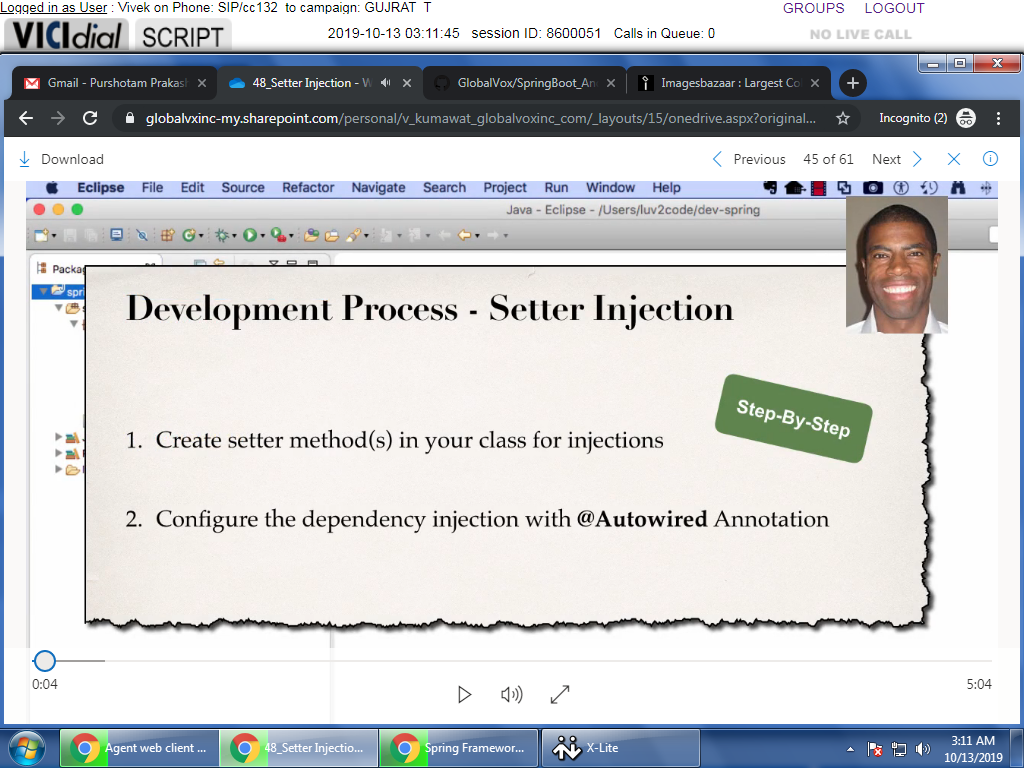 Logged in as User : Vivek on Phone: SIP/cc132 to campaign: GUJRAT T
GROUPS LOGOUT
VICIdial SCRIPT
2019-10-13 03:11:45 session ID: 8600051 Calls in Queue: 0
NO LIVE CALL
Gmail - Purshotam Prakash
48_Setter Injection - W
GlobalVox/SpringBoot_An
Imagesbazaar : Largest Co
globalvxinc-my.sharepoint.com/personal/v_kumawat_globalvoxinc_com/_layouts/15/onedrive.aspx?original...
Incognito (2)
Download
Previous 45 of 61 Next
Eclipse File Edit Source Refactor Navigate Search Project Run Window Help
Java - Eclipse - /Users/luv2code/dev-spring
Packag
spri
Development Process - Setter Injection
Step-By-Step
1. Create setter method(s) in your class for injections
2. Configure the dependency injection with @Autowired Annotation
0:04
5:04
Agent web client ...
48_Setter Injectio...
Spring Framewor...
X-Lite
3:11 AM
10/13/2019